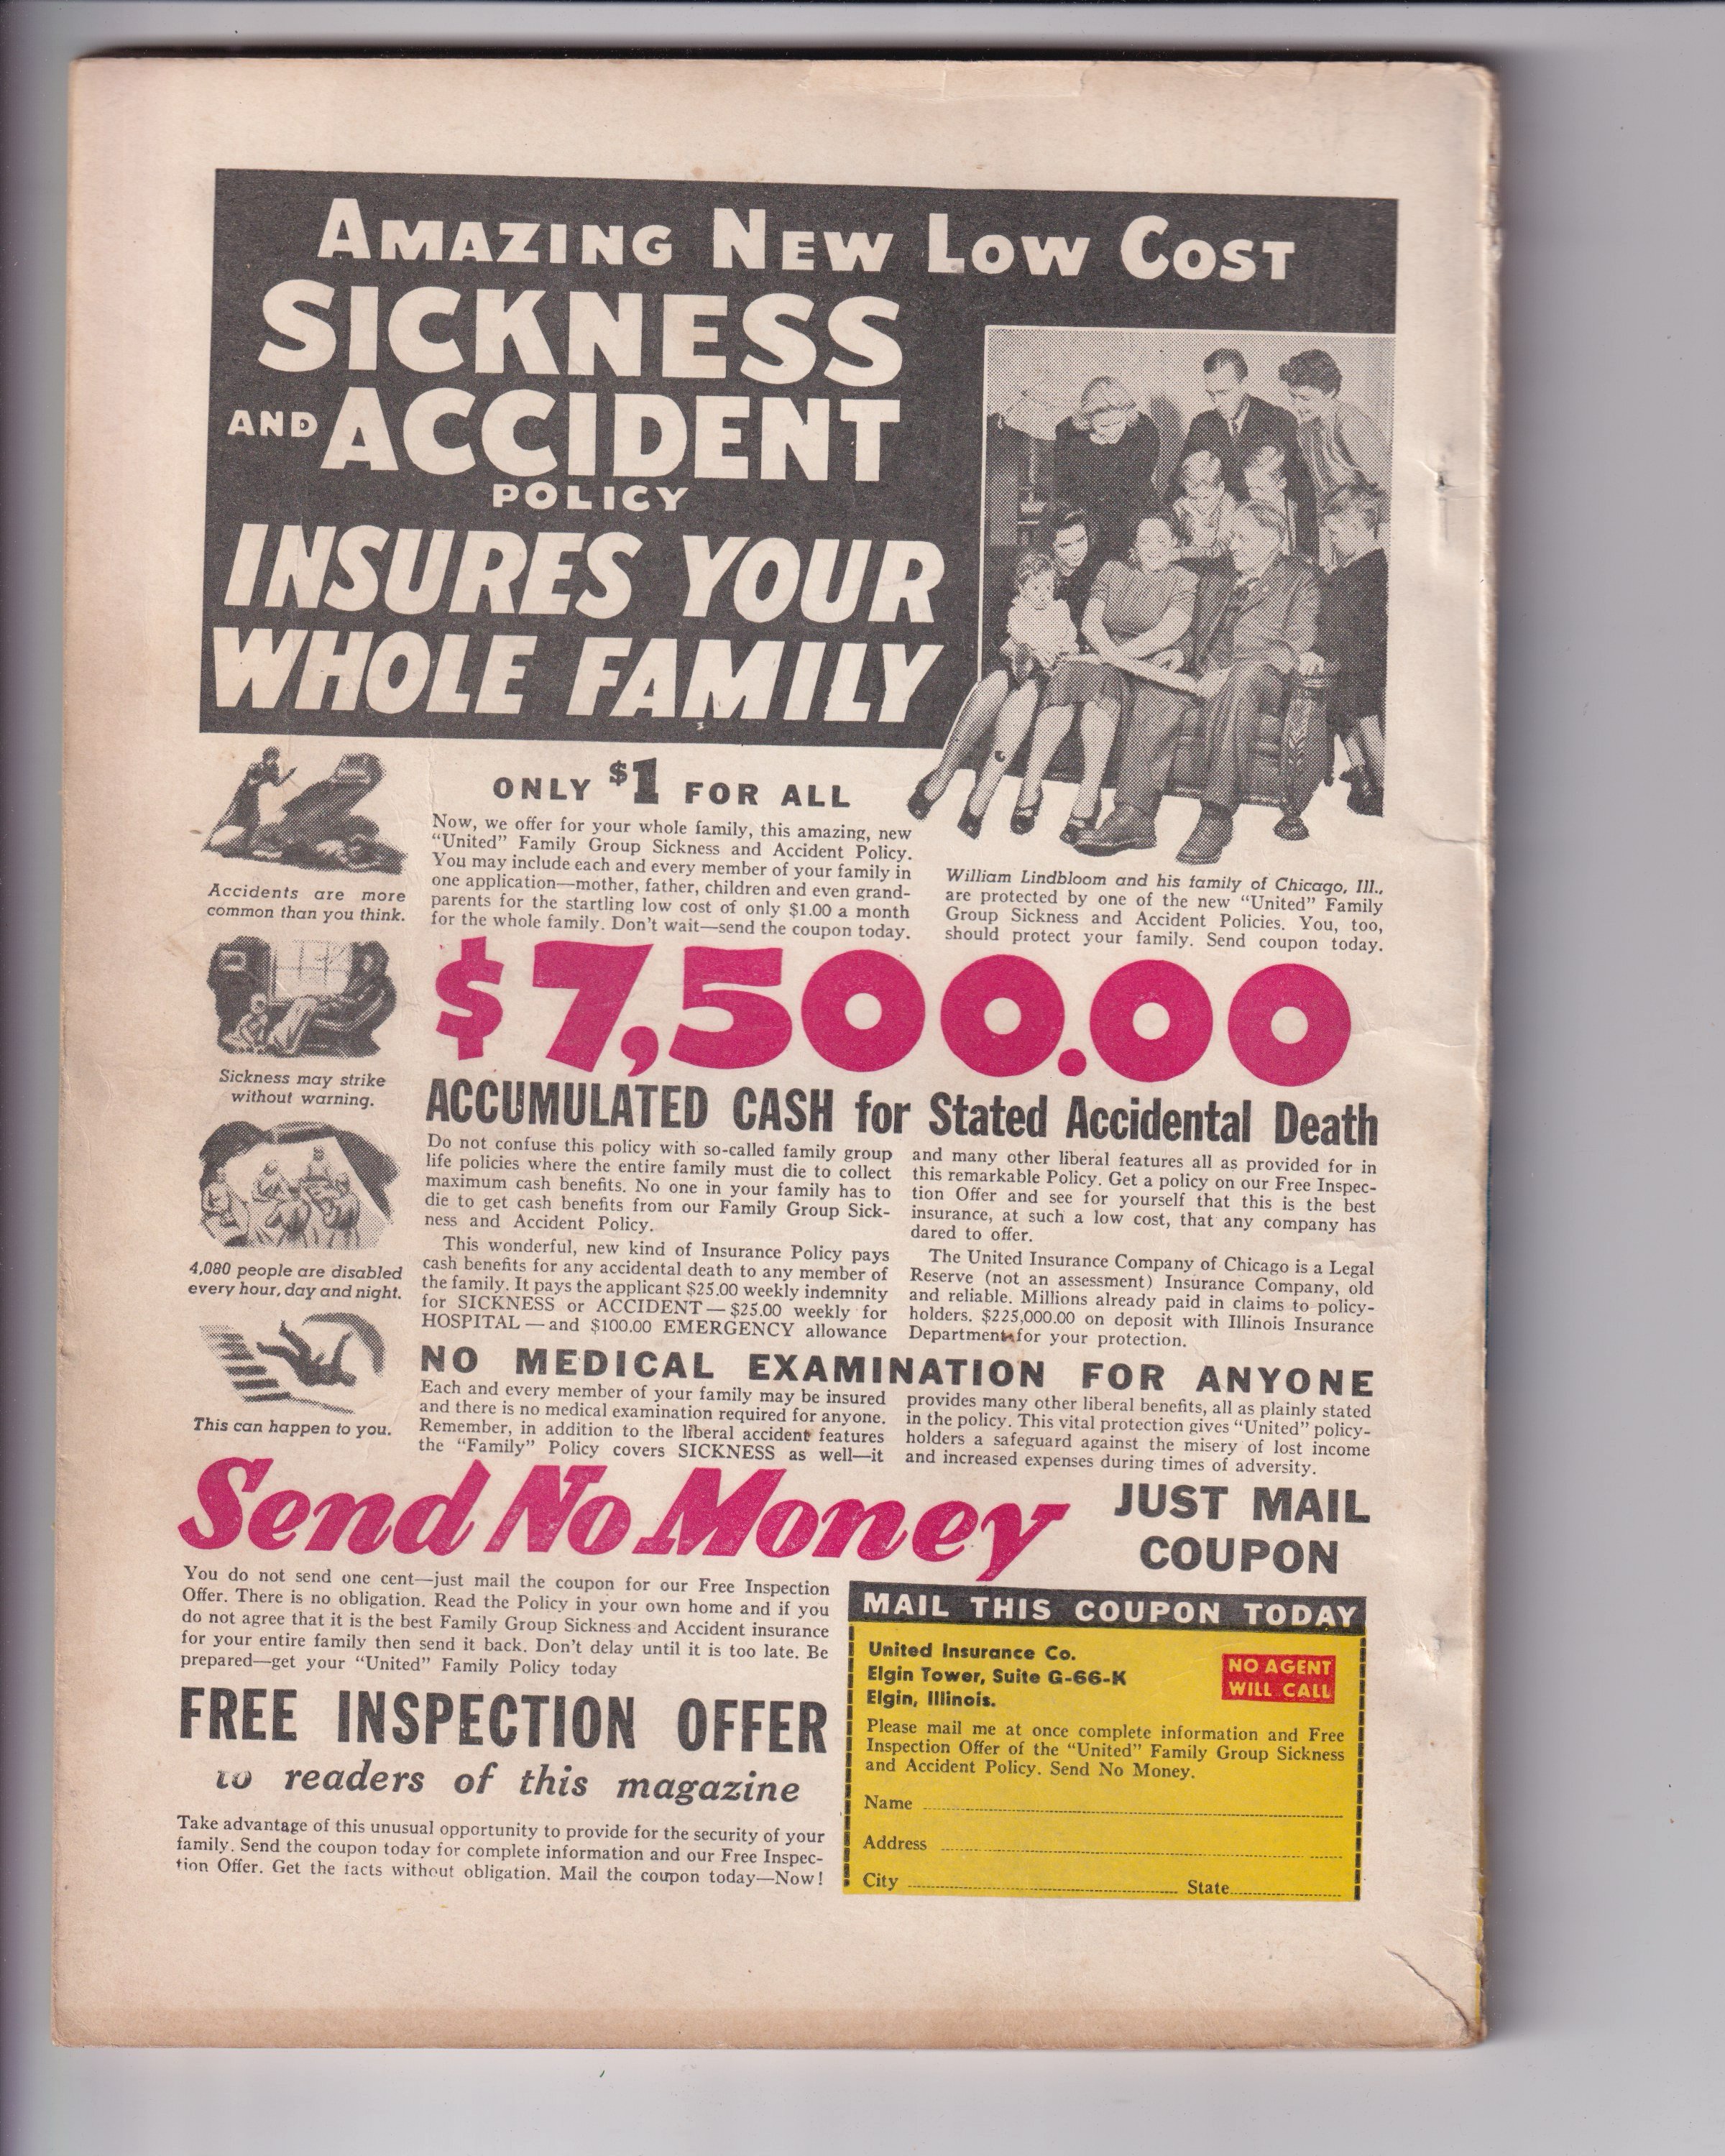 AMAZING NEW LOW COST
SICKNESS
AND ACCIDENT
POLICY
INSURES YOUR
WHOLE FAMILY
Accidents are more
common than you think.
Sickness may strike
without warning.
4,080 people are disabled
every hour, day and night.
This can happen to you.
ONLY $1 FOR ALL
Now, we offer for your whole family, this amazing, new
"United" Family Group Sickness and Accident Policy.
You may include each and every member of your family in
one application—mother, father, children and even grand-
parents for the startling low cost of only $1.00 a month
for the whole family. Don't wait—send the coupon today.
William Lindbloom and his family of Chicago, Ill.,
are protected by one of the new "United" Family
Group Sickness and Accident Policies. You, too,
should protect your family. Send coupon today.
$7,500.00
ACCUMULATED CASH for Stated Accidental Death
Do not confuse this policy with so-called family group
life policies where the entire family must die to collect
maximum cash benefits. No one in your family has to
die to get cash benefits from our Family Group Sick-
ness and Accident Policy.
This wonderful, new kind of Insurance Policy pays
cash benefits for any accidental death to any member of
the family. It pays the applicant $25.00 weekly indemnity
for SICKNESS or ACCIDENT—$25.00 weekly for
HOSPITAL—and $100.00 EMERGENCY allowance
and many other liberal features all as provided for in
this remarkable Policy. Get a policy on our Free Inspec-
tion Offer and see for yourself that this is the best
insurance, at such a low cost, that any company has
dared to offer.
The United Insurance Company of Chicago is a Legal
Reserve (not an assessment) Insurance Company, old
and reliable. Millions already paid in claims to policy-
holders. $225,000.00 on deposit with Illinois Insurance
Department for your protection.
NO MEDICAL EXAMINATION FOR ANYONE
Each and every member of your family may be insured
and there is no medical examination required for anyone.
Remember, in addition to the liberal accident features
the "Family" Policy covers SICKNESS as well—it
provides many other liberal benefits, all as plainly stated
in the policy. This vital protection gives "United" policy-
holders a safeguard against the misery of lost income
and increased expenses during times of adversity.
Send No Money
JUST MAIL
COUPON
You do not send one cent—just mail the coupon for our Free Inspection
Offer. There is no obligation. Read the Policy in your own home and if you
do not agree that it is the best Family Group Sickness and Accident insurance
for your entire family then send it back. Don't delay until it is too late. Be
prepared—get your "United" Family Policy today
FREE INSPECTION OFFER
to readers of this magazine
Take advantage of this unusual opportunity to provide for the security of your
family. Send the coupon today for complete information and our Free Inspec-
tion Offer. Get the facts without obligation. Mail the coupon today—Now!
MAIL THIS COUPON TODAY
United Insurance Co.
Elgin Tower, Suite G-66-K
Elgin, Illinois.
NO AGENT
WILL CALL
Please mail me at once complete information and Free
Inspection Offer of the "United" Family Group Sickness
and Accident Policy. Send No Money.
Name
Address
City State